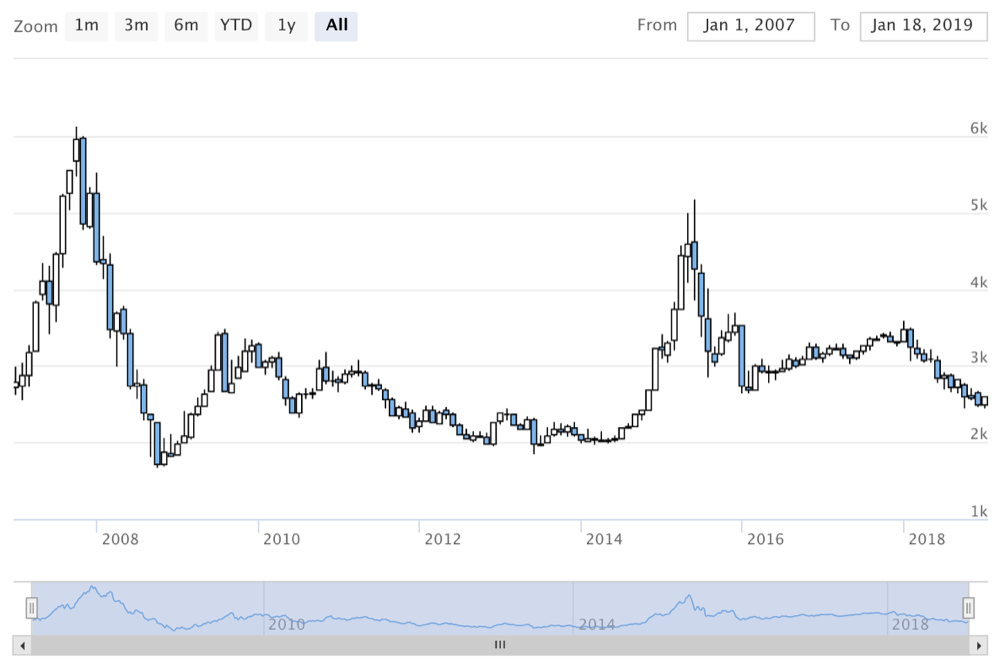 Zoom 1m 3m 6m YTD 1y All From Jan 1, 2007 To Jan 18, 2019
6k
5k
4k
3k
2k
1k
2008 2010 2012 2014 2016 2018
2010 2014 2018